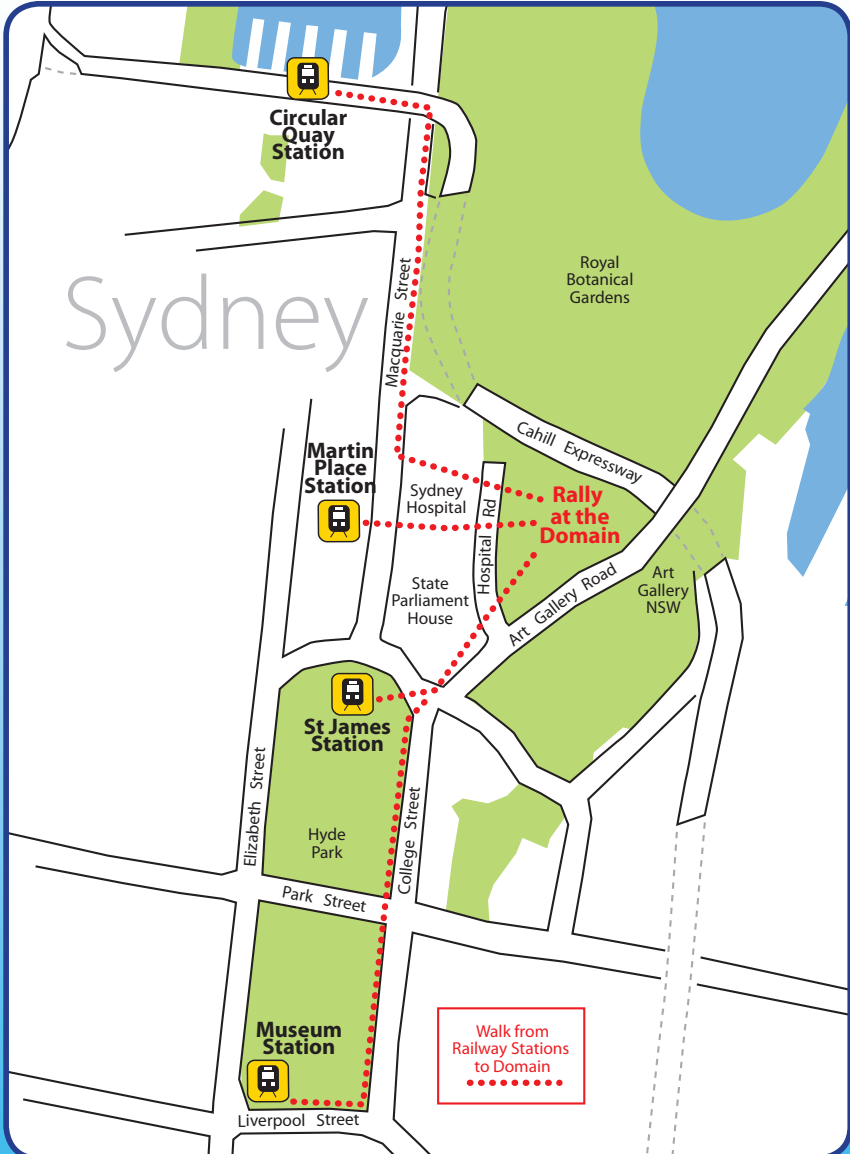 Circular
Quay
Station
Sydney
Macquarie Street
Royal
Botanical
Gardens
Cahill Expressway
Martin
Place
Station
Sydney
Hospital
Hospital Rd
Rally
at the
Domain
State
Parliament
House
Art Gallery Road
Art
Gallery
NSW
St James
Station
Elizabeth Street
Hyde
Park
College Street
Park Street
Museum
Station
Liverpool Street
Walk from
Railway Stations
to Domain